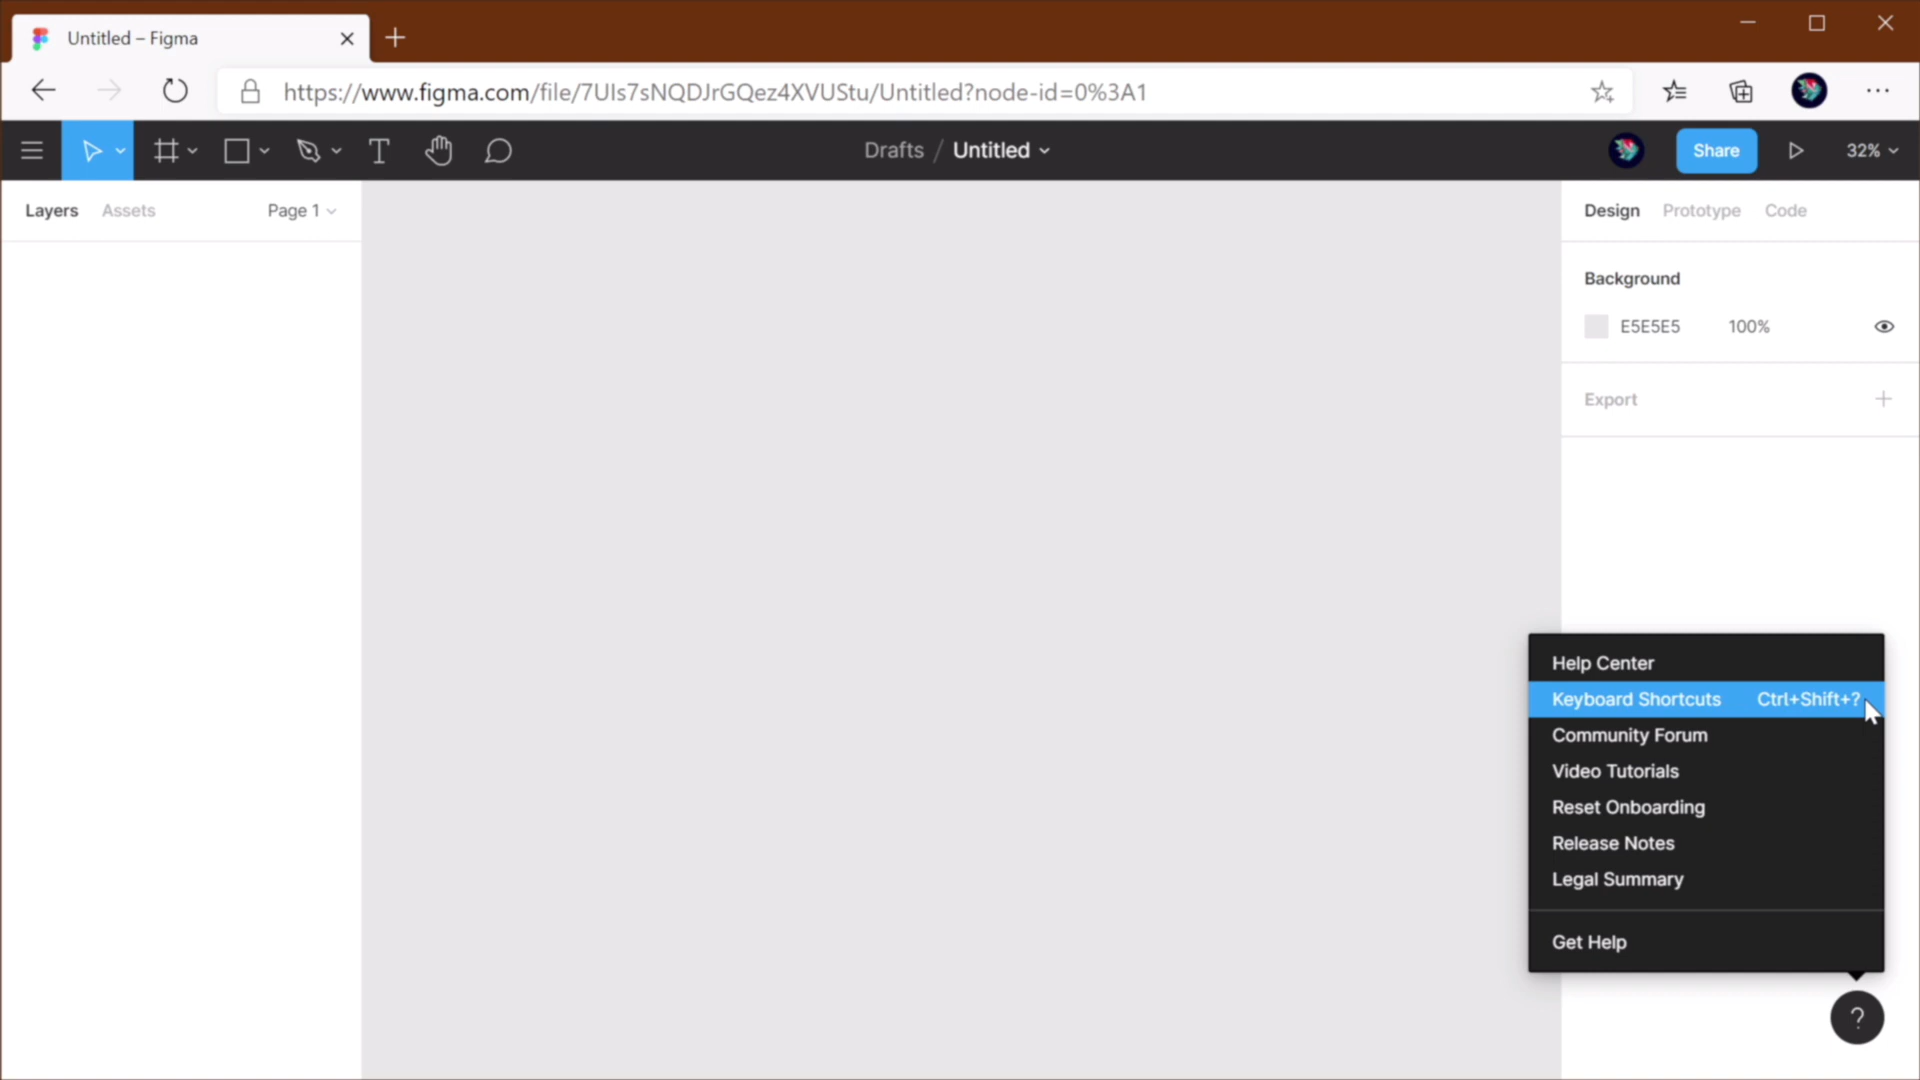 Untitled – Figma
https://www.figma.com/file/7UIs7sNQDJrGQez4XVUStu/Untitled?node-id=0%3A1
Drafts / Untitled
Share
32%
Layers Assets Page 1
Design Prototype Code
Background
E5E5E5 100%
Export
Help Center
Keyboard Shortcuts Ctrl+Shift+?
Community Forum
Video Tutorials
Reset Onboarding
Release Notes
Legal Summary
Get Help
?